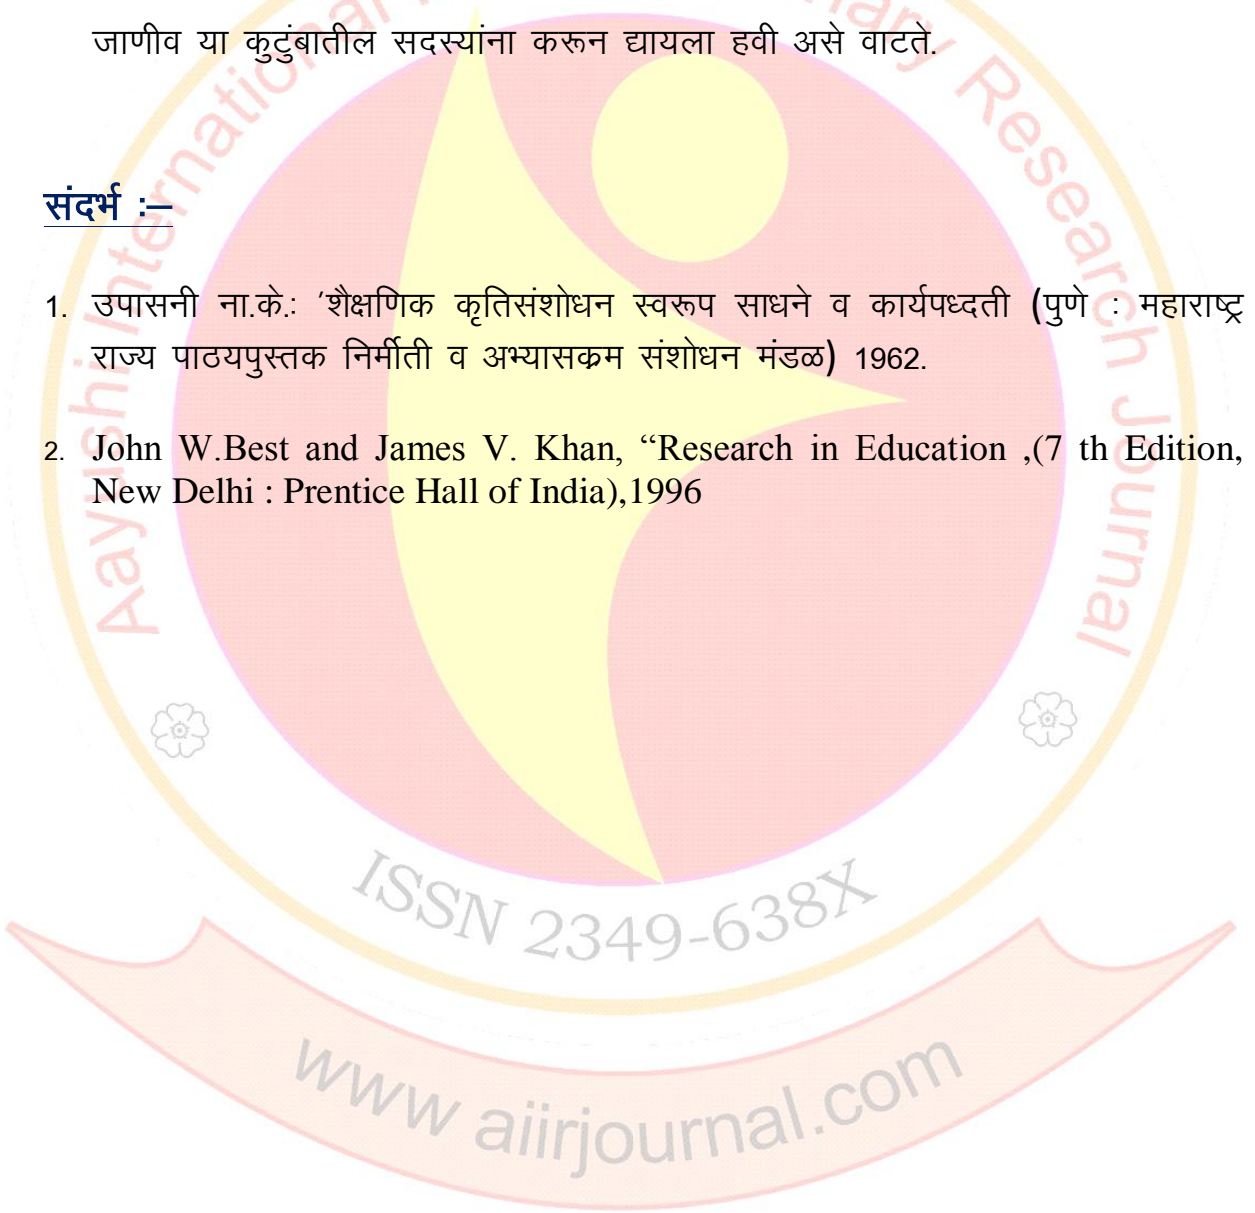 जाणीव या कुटुंबातील सदस्यांना करून द्यायला हवी असे वाटते.
संदर्भ :–
1. उपासनी ना.के.: ’शैक्षणिक कृतिसंशोधन स्वरूप साधने व कार्यपध्दती (पुणे : महाराष्ट्र
राज्य पाठयपुस्तक निर्मीती व अभ्यासक्रम संशोधन मंडळ) 1962.
2. John W.Best and James V. Khan, “Research in Education ,(7 th Edition,
New Delhi : Prentice Hall of India),1996
Aayushi International
ary Research Journal
ISSN 2349-638X
www aiirjournal.com